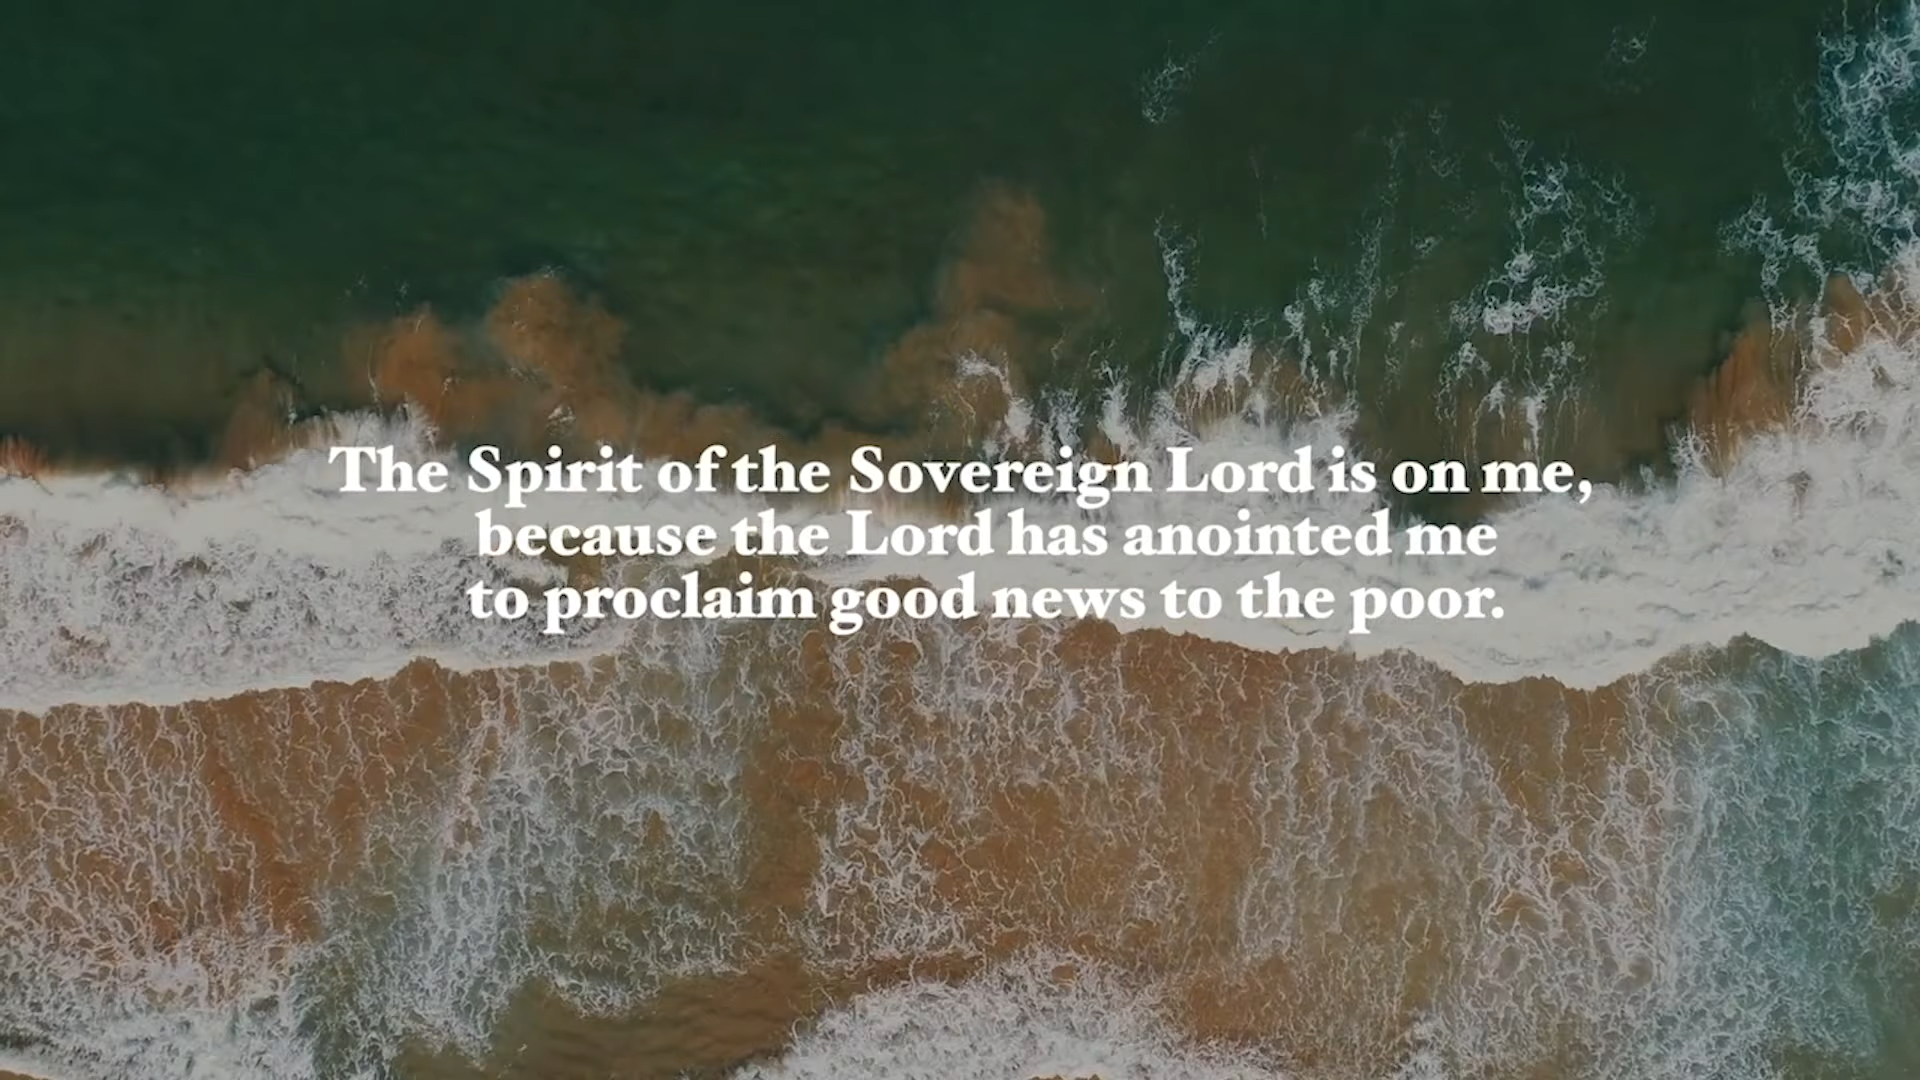 The Spirit of the Sovereign Lord is on me,
because the Lord has anointed me
to proclaim good news to the poor.